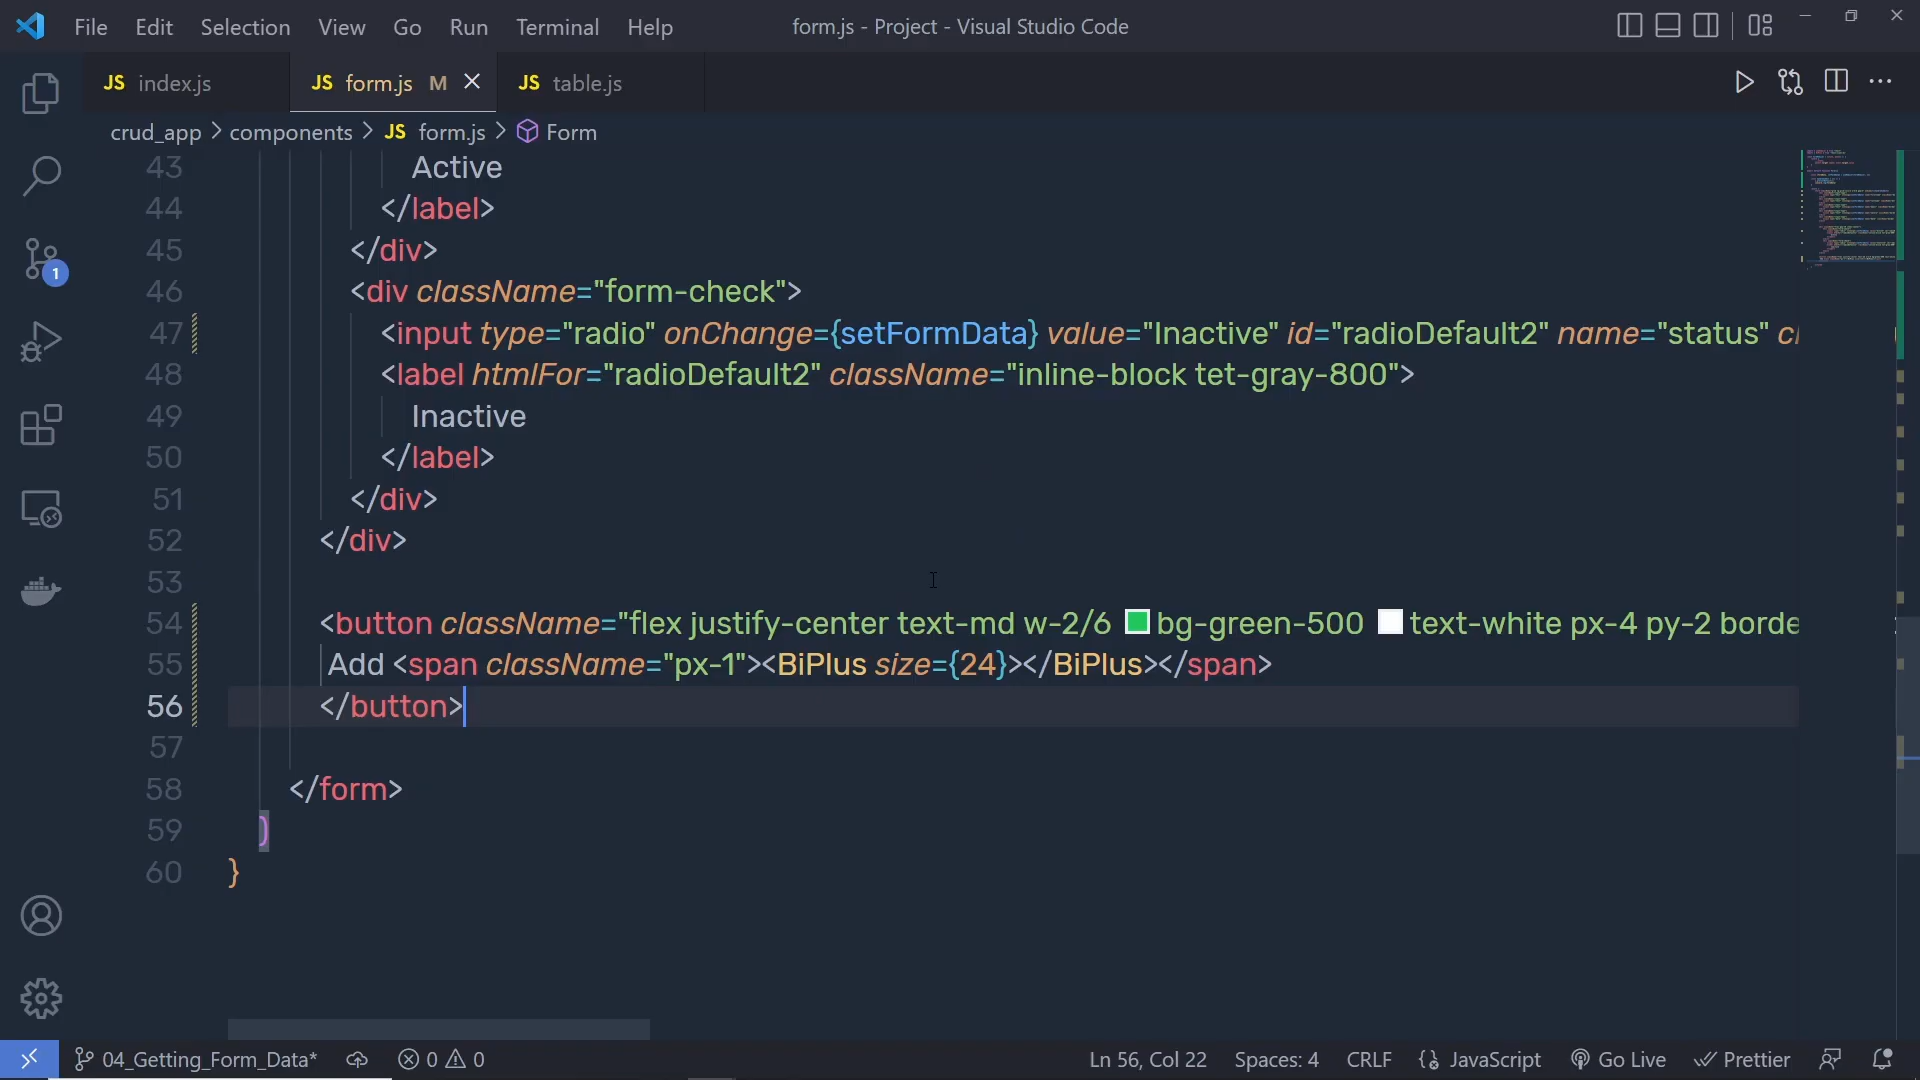 File Edit Selection View Go Run Terminal Help form.js - Project - Visual Studio Code
JS index.js JS form.js M JS table.js
crud_app > components > JS form.js > Form
43 Active
44 </label>
45 </div>
46 <div className="form-check">
47 <input type="radio" onChange={setFormData} value="Inactive" id="radioDefault2" name="status" cl
48 <label htmlFor="radioDefault2" className="inline-block tet-gray-800">
49 Inactive
50 </label>
51 </div>
52 </div>
53
54 <button className="flex justify-center text-md w-2/6 bg-green-500 text-white px-4 py-2 borde
55 Add <span className="px-1"><BiPlus size={24}></BiPlus></span>
56 </button>
57
58 </form>
59 )
60 }
1
04_Getting_Form_Data* 0 0 Ln 56, Col 22 Spaces: 4 CRLF {} JavaScript Go Live Prettier